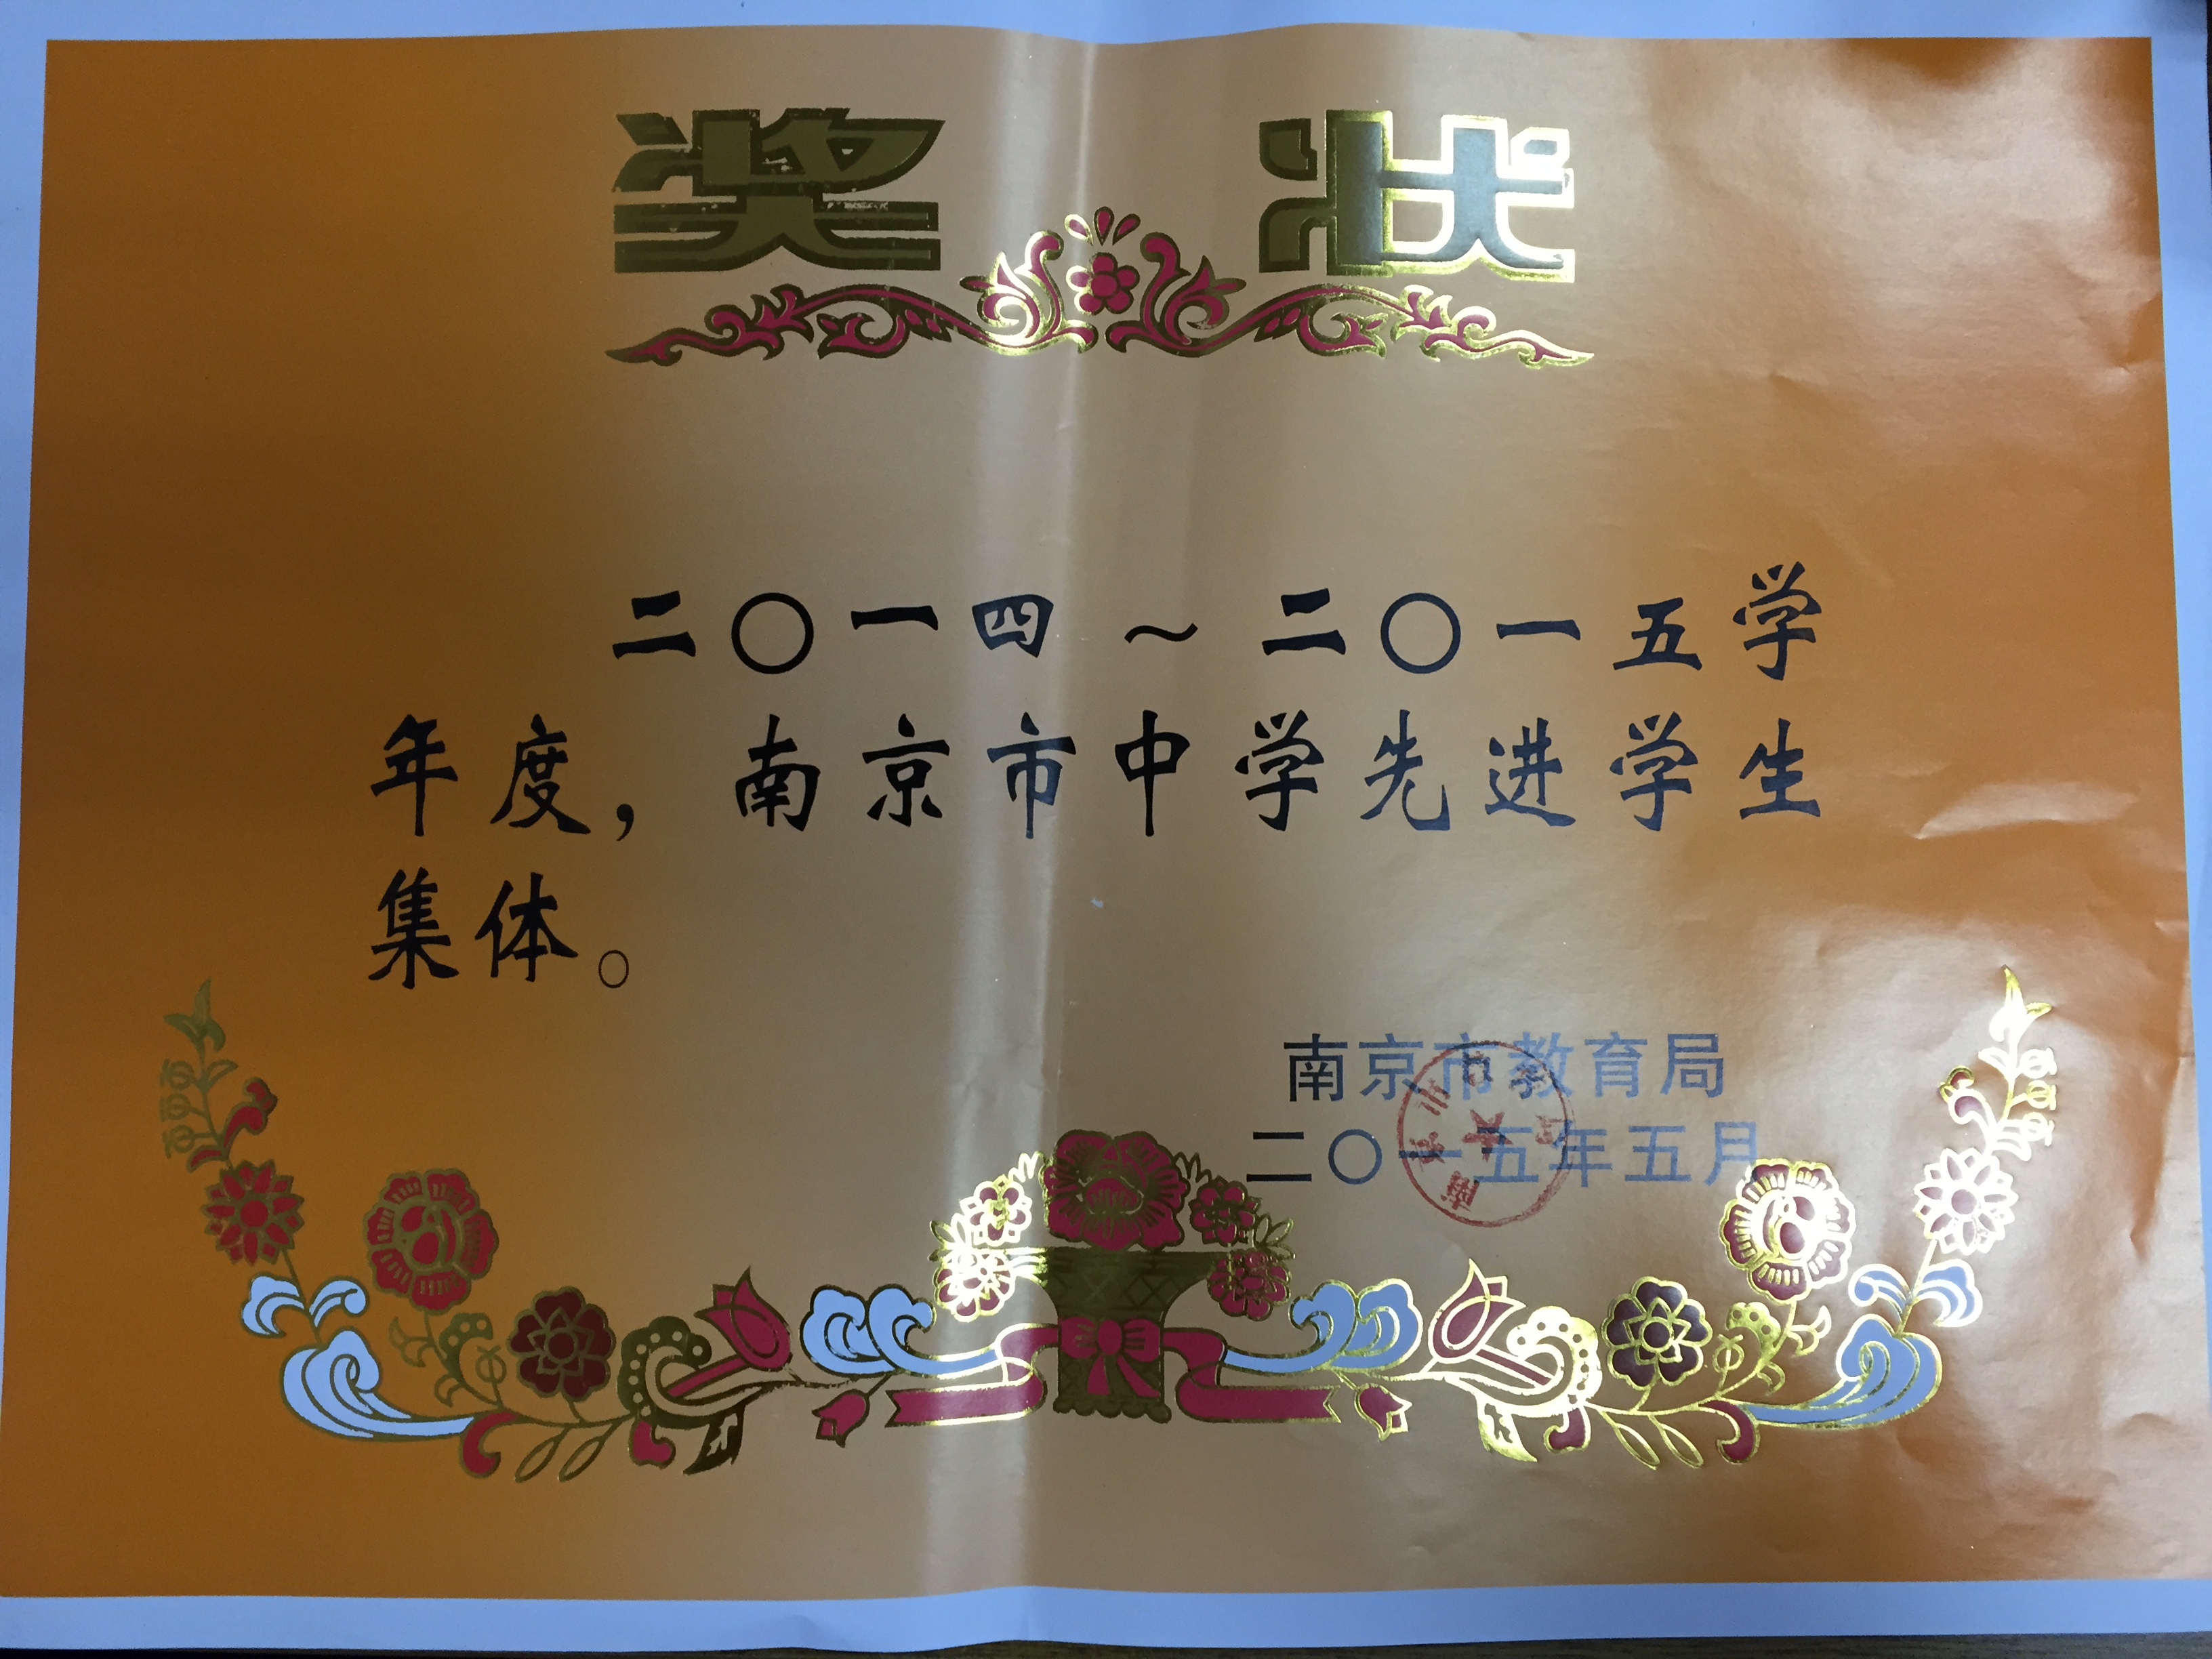 奖状
二〇一四～二〇一五学
年度，南京市中学先进学生
集体。
南京市教育局
二〇一五年五月